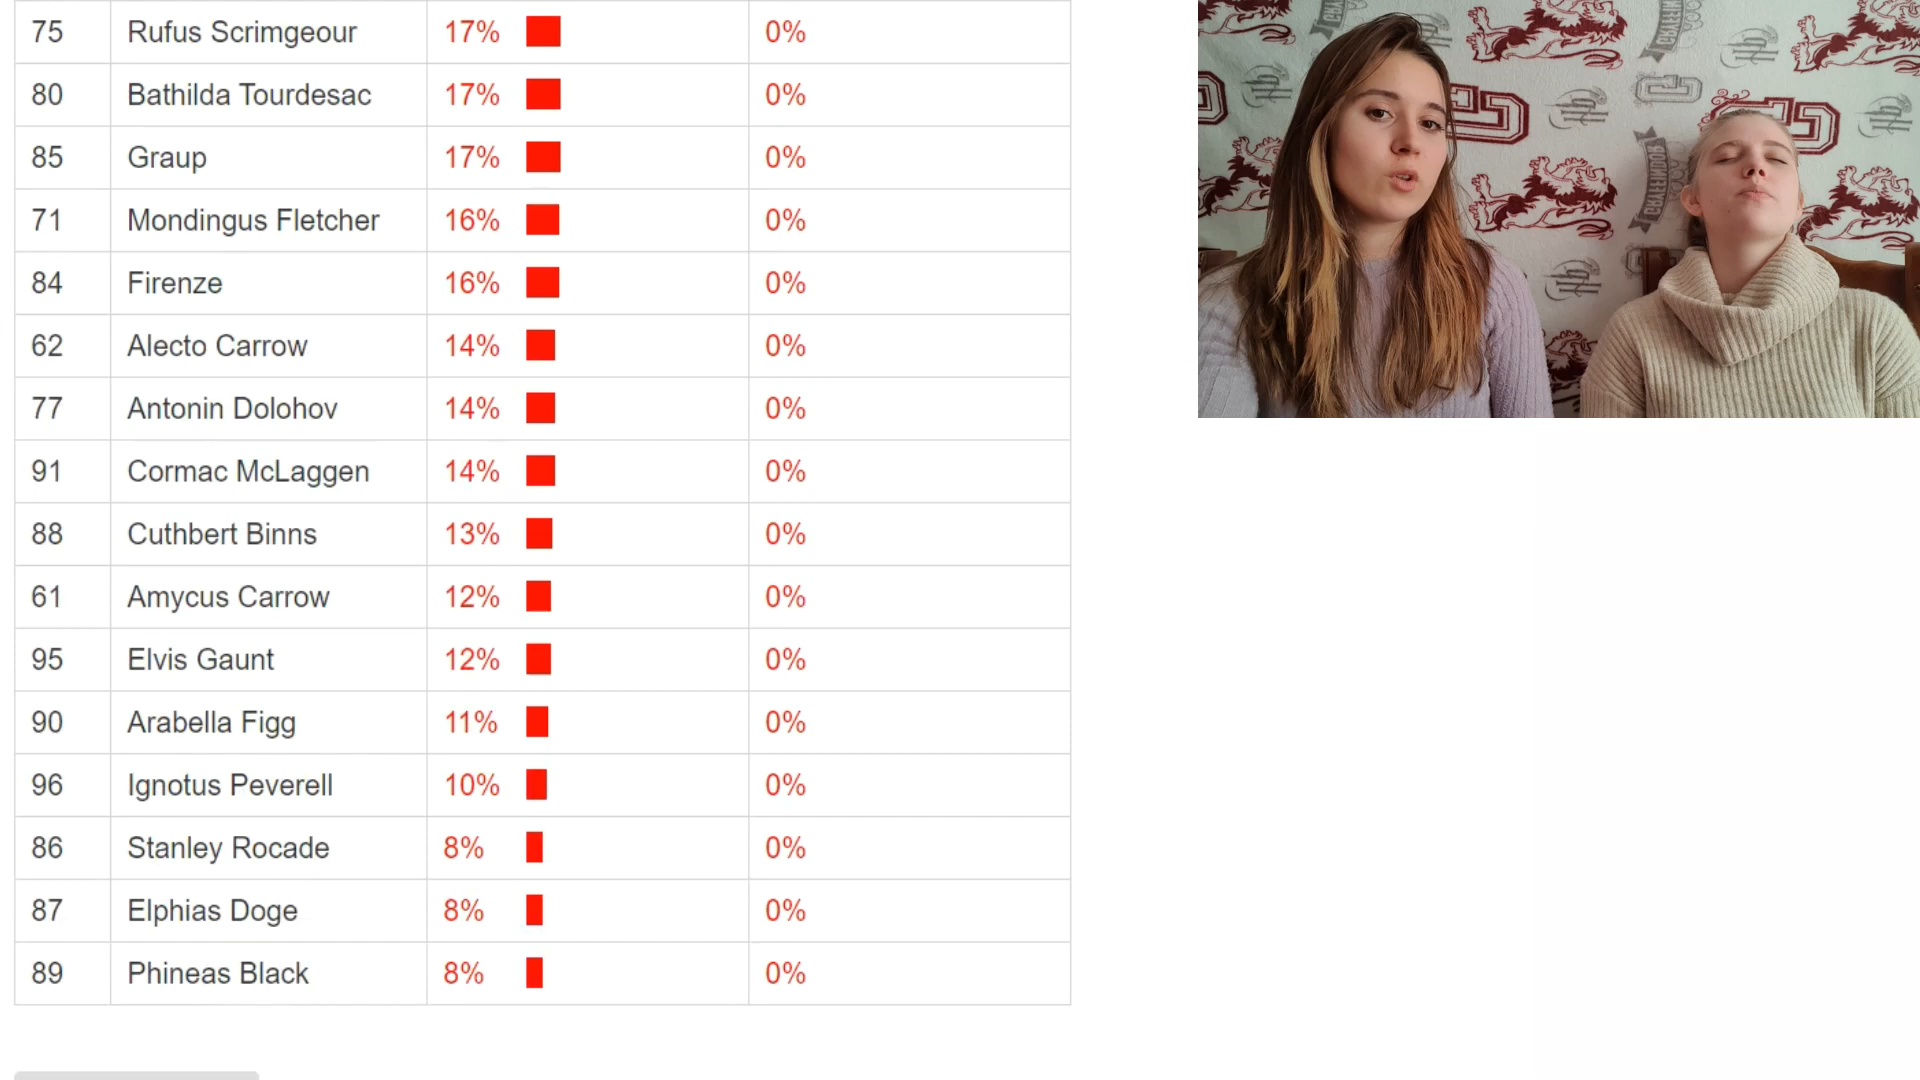 75 Rufus Scrimgeour 17% 0%
80 Bathilda Tourdesac 17% 0%
85 Graup 17% 0%
71 Mondingus Fletcher 16% 0%
84 Firenze 16% 0%
62 Alecto Carrow 14% 0%
77 Antonin Dolohov 14% 0%
91 Cormac McLaggen 14% 0%
88 Cuthbert Binns 13% 0%
61 Amycus Carrow 12% 0%
95 Elvis Gaunt 12% 0%
90 Arabella Figg 11% 0%
96 Ignotus Peverell 10% 0%
86 Stanley Rocade 8% 0%
87 Elphias Doge 8% 0%
89 Phineas Black 8% 0%